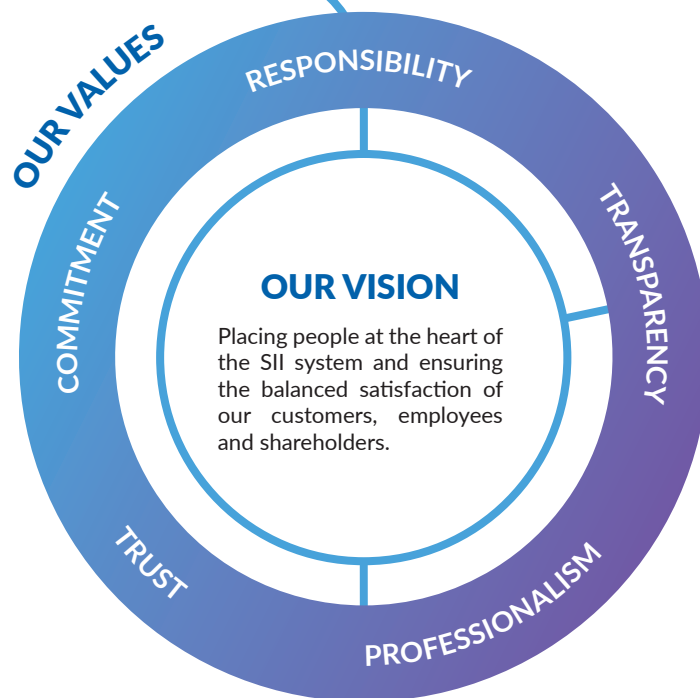 OUR VALUES
RESPONSIBILITY
TRANSPARENCY
PROFESSIONALISM
TRUST
COMMITMENT
OUR VISION
Placing people at the heart of
the SII system and ensuring
the balanced satisfaction of
our customers, employees
and shareholders.